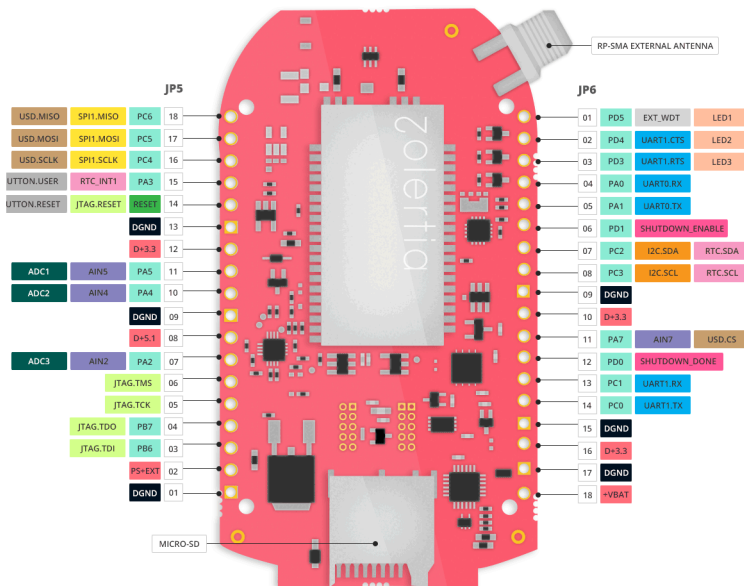 RP-SMA EXTERNAL ANTENNA
JP5
USD.MISO SPI1.MISO PC6 18
USD.MOSI SPI1.MOSI PC5 17
USD.SCLK SPI1.SCLK PC4 16
UTTON.USER RTC_INT1 PA3 15
UTTON.RESET JTAG.RESET RESET 14
DGND 13
D+3.3 12
ADC1 AIN5 PA5 11
ADC2 AIN4 PA4 10
DGND 09
D+5.1 08
ADC3 AIN2 PA2 07
JTAG.TMS 06
JTAG.TCK 05
JTAG.TDO PB7 04
JTAG.TDI PB6 03
PS+EXT 02
DGND 01
Zolertia
JP6
01 PD5 EXT_WDT LED1
02 PD4 UART1.CTS LED2
03 PD3 UART1.RTS LED3
04 PA0 UART0.RX
05 PA1 UART0.TX
06 PD1 SHUTDOWN_ENABLE
07 PC2 I2C.SDA RTC.SDA
08 PC3 I2C.SCL RTC.SCL
09 DGND
10 D+3.3
11 PA7 AIN7 USD.CS
12 PD0 SHUTDOWN_DONE
13 PC1 UART1.RX
14 PC0 UART1.TX
15 DGND
16 D+3.3
17 DGND
18 +VBAT
MICRO-SD